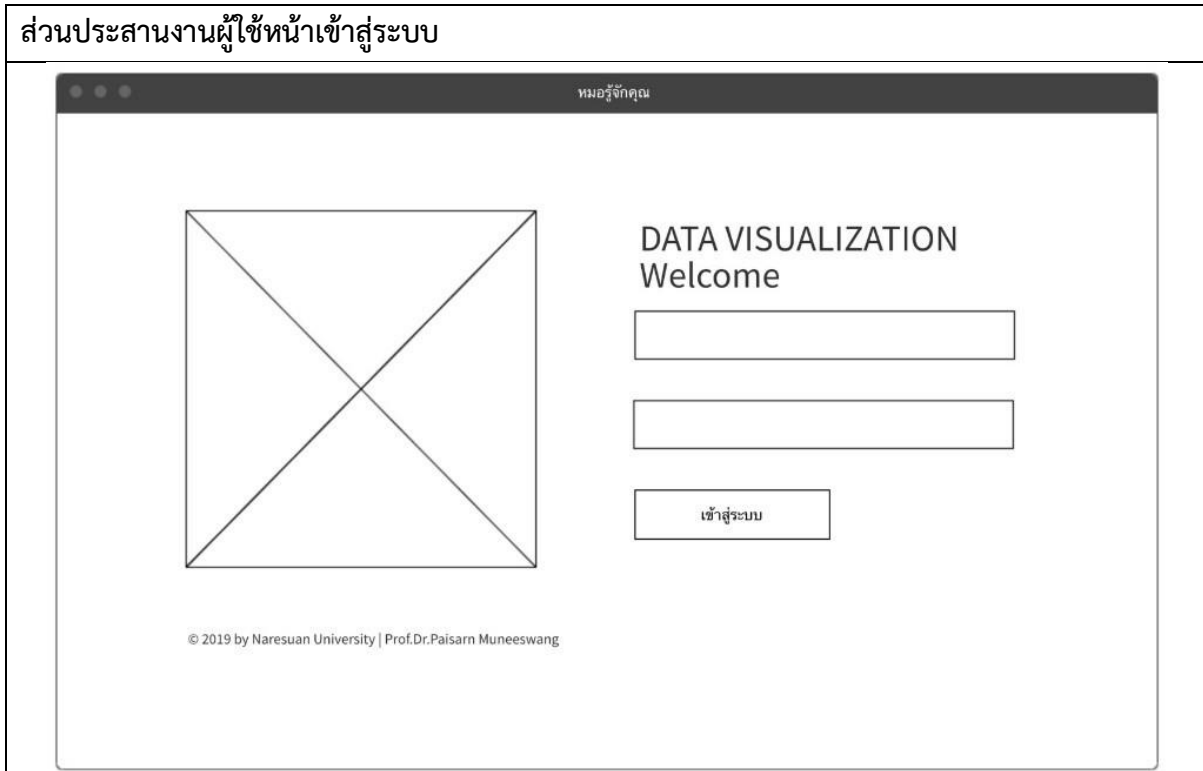 ส่วนประสานงานผู้ใช้หน้าเข้าสู่ระบบ
หมอรู้จักคุณ
DATA VISUALIZATION
Welcome
เข้าสู่ระบบ
© 2019 by Naresuan University | Prof.Dr.Paisarn Muneeswang